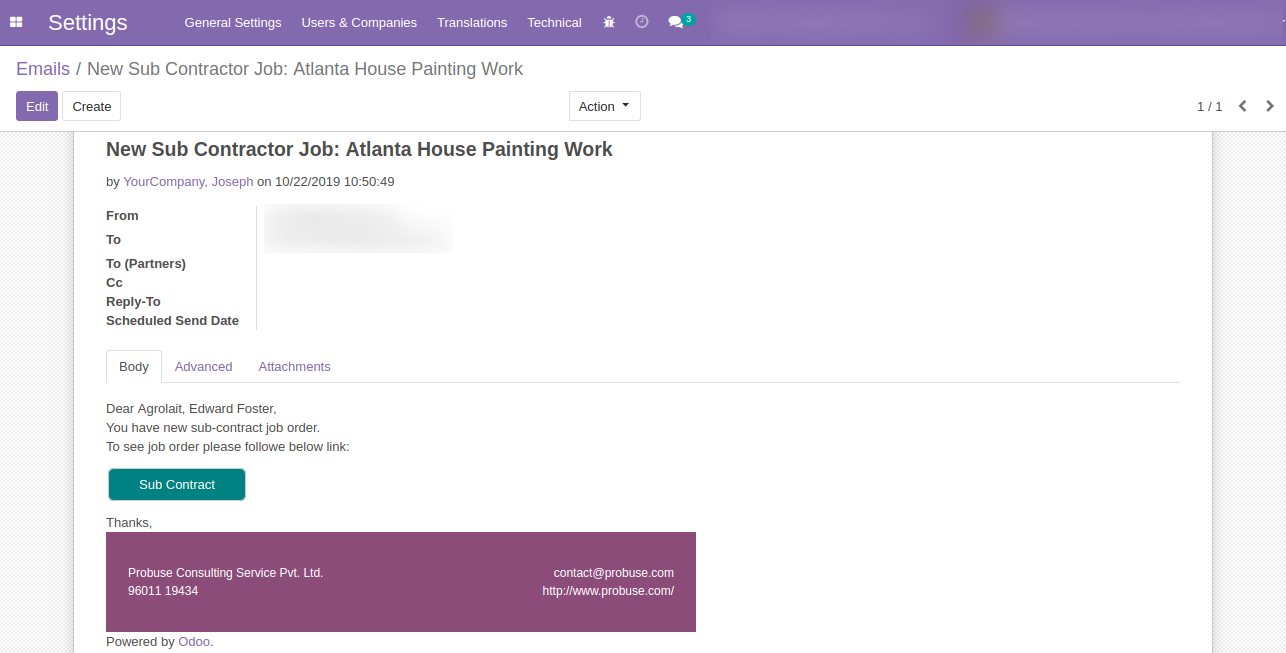 Settings General Settings Users & Companies Translations Technical 3
Emails / New Sub Contractor Job: Atlanta House Painting Work
Edit Create Action 1 / 1
New Sub Contractor Job: Atlanta House Painting Work
by YourCompany, Joseph on 10/22/2019 10:50:49
From
To
To (Partners)
Cc
Reply-To
Scheduled Send Date
Body Advanced Attachments
Dear Agrolait, Edward Foster,
You have new sub-contract job order.
To see job order please followe below link:
Sub Contract
Thanks,
Probuse Consulting Service Pvt. Ltd. contact@probuse.com
96011 19434 http://www.probuse.com/
Powered by Odoo.